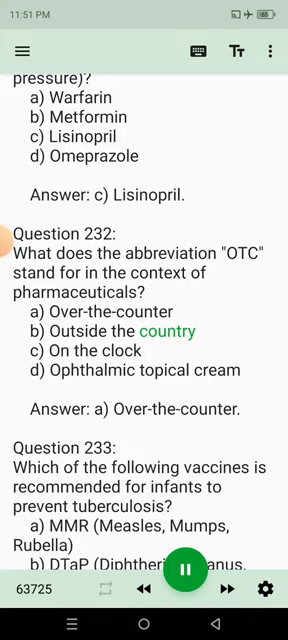 11:51 PM
pressure)?
a) Warfarin
b) Metformin
c) Lisinopril
d) Omeprazole
Answer: c) Lisinopril.
Question 232:
What does the abbreviation "OTC"
stand for in the context of
pharmaceuticals?
a) Over-the-counter
b) Outside the country
c) On the clock
d) Ophthalmic topical cream
Answer: a) Over-the-counter.
Question 233:
Which of the following vaccines is
recommended for infants to
prevent tuberculosis?
a) MMR (Measles, Mumps,
Rubella)
b) DTaP
63725